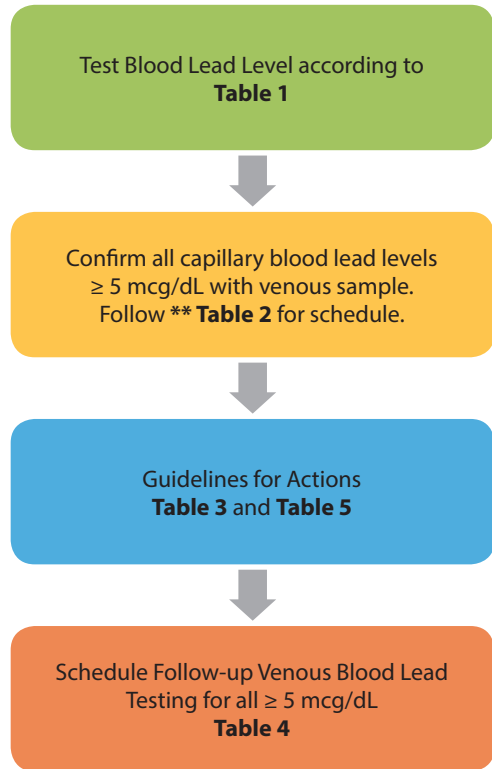 Test Blood Lead Level according to
Table 1
Confirm all capillary blood lead levels
≥ 5 mcg/dL with venous sample.
Follow ** Table 2 for schedule.
Guidelines for Actions
Table 3 and Table 5
Schedule Follow-up Venous Blood Lead
Testing for all ≥ 5 mcg/dL
Table 4